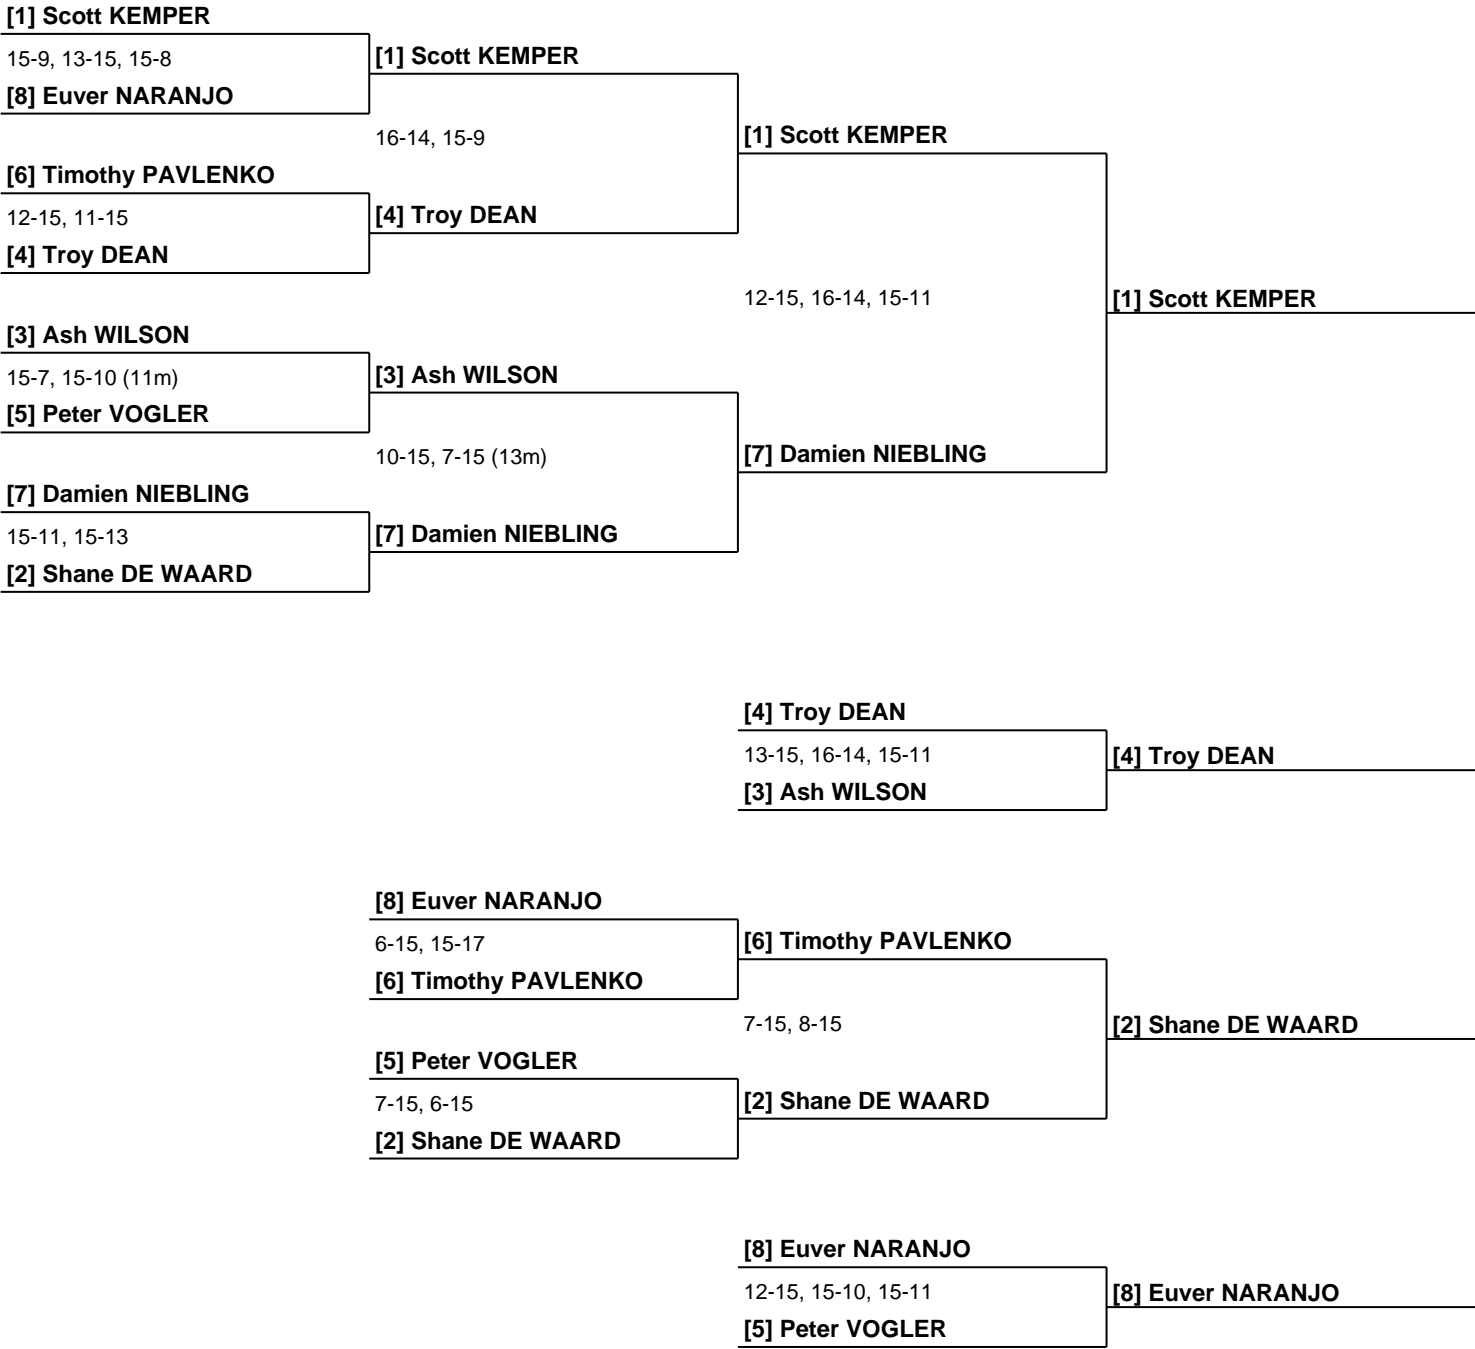 [1] Scott KEMPER
15-9, 13-15, 15-8
[1] Scott KEMPER
[8] Euver NARANJO
16-14, 15-9
[1] Scott KEMPER
[6] Timothy PAVLENKO
12-15, 11-15
[4] Troy DEAN
[4] Troy DEAN
12-15, 16-14, 15-11
[1] Scott KEMPER
[3] Ash WILSON
15-7, 15-10 (11m)
[3] Ash WILSON
[5] Peter VOGLER
10-15, 7-15 (13m)
[7] Damien NIEBLING
[7] Damien NIEBLING
15-11, 15-13
[7] Damien NIEBLING
[2] Shane DE WAARD
[4] Troy DEAN
13-15, 16-14, 15-11
[4] Troy DEAN
[3] Ash WILSON
[8] Euver NARANJO
6-15, 15-17
[6] Timothy PAVLENKO
[6] Timothy PAVLENKO
7-15, 8-15
[2] Shane DE WAARD
[5] Peter VOGLER
7-15, 6-15
[2] Shane DE WAARD
[2] Shane DE WAARD
[8] Euver NARANJO
12-15, 15-10, 15-11
[8] Euver NARANJO
[5] Peter VOGLER